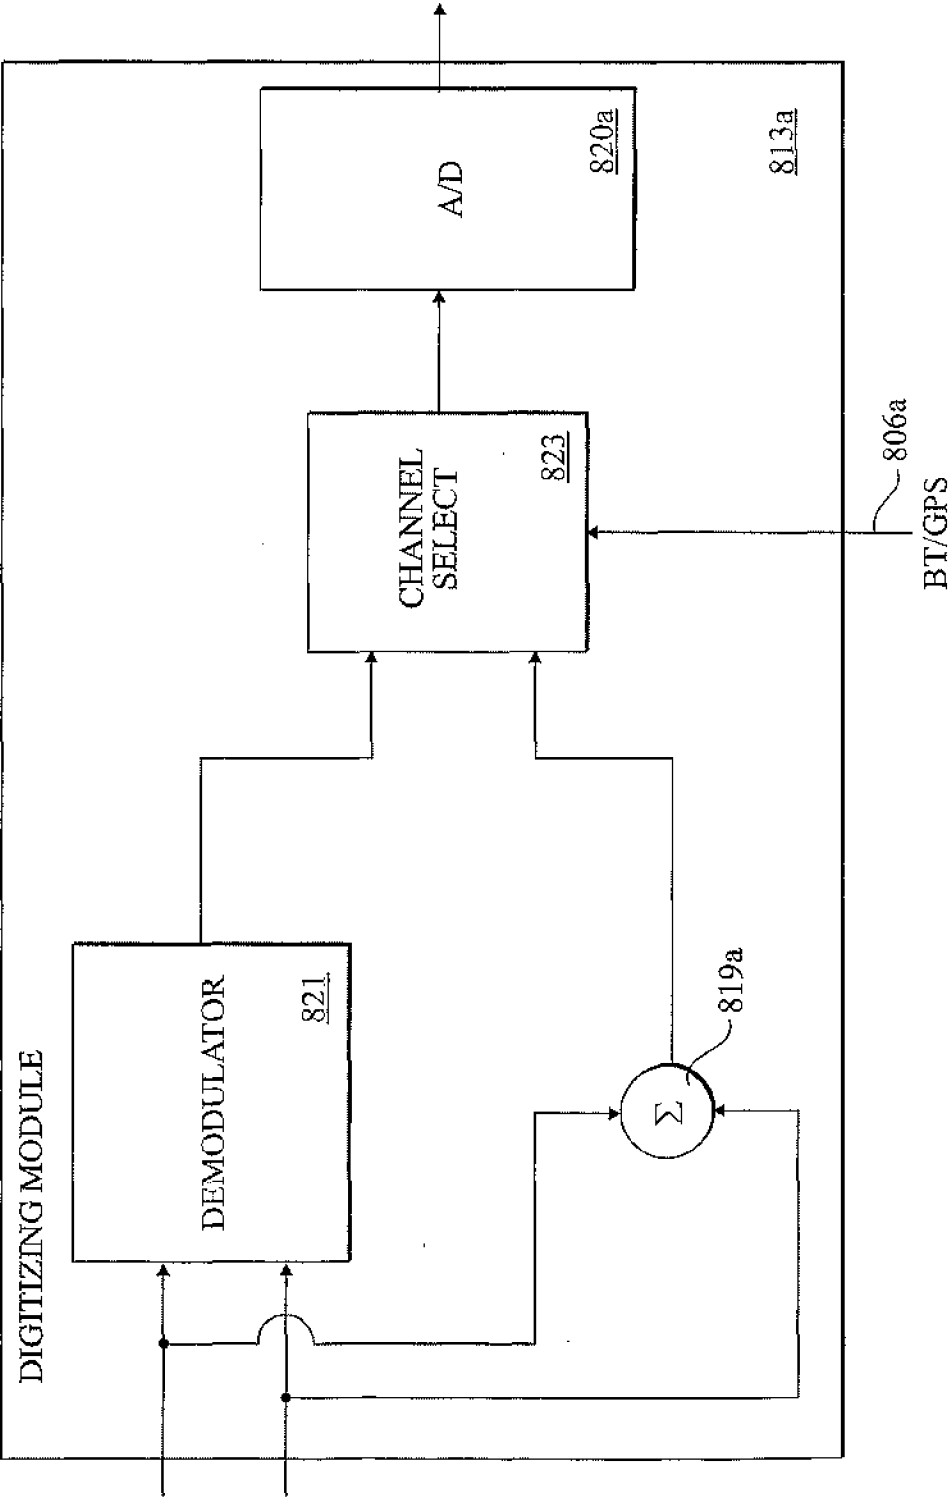 DIGITIZING MODULE
DEMODULATOR
821
Σ
819a
CHANNEL
SELECT
823
806a
BT/GPS
A/D
820a
813a